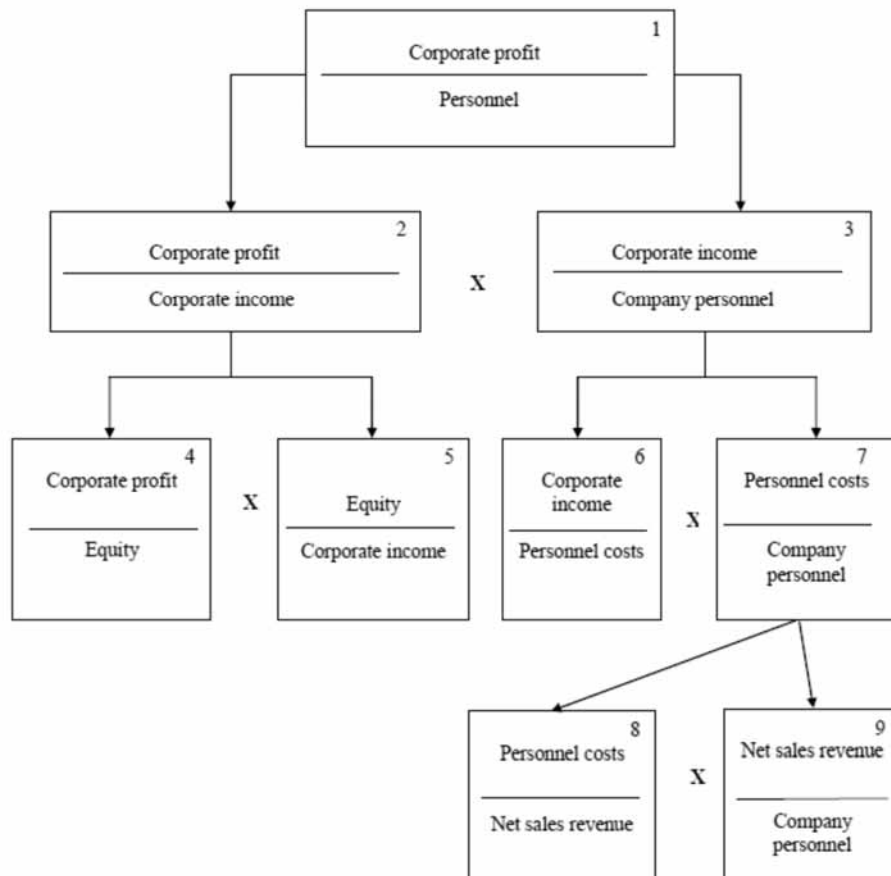 1
Corporate profit
Personnel
2
Corporate profit
Corporate income
X
3
Corporate income
Company personnel
4
Corporate profit
Equity
X
5
Equity
Corporate income
6
Corporate
income
Personnel costs
X
7
Personnel costs
Company
personnel
8
Personnel costs
Net sales revenue
X
9
Net sales revenue
Company
personnel